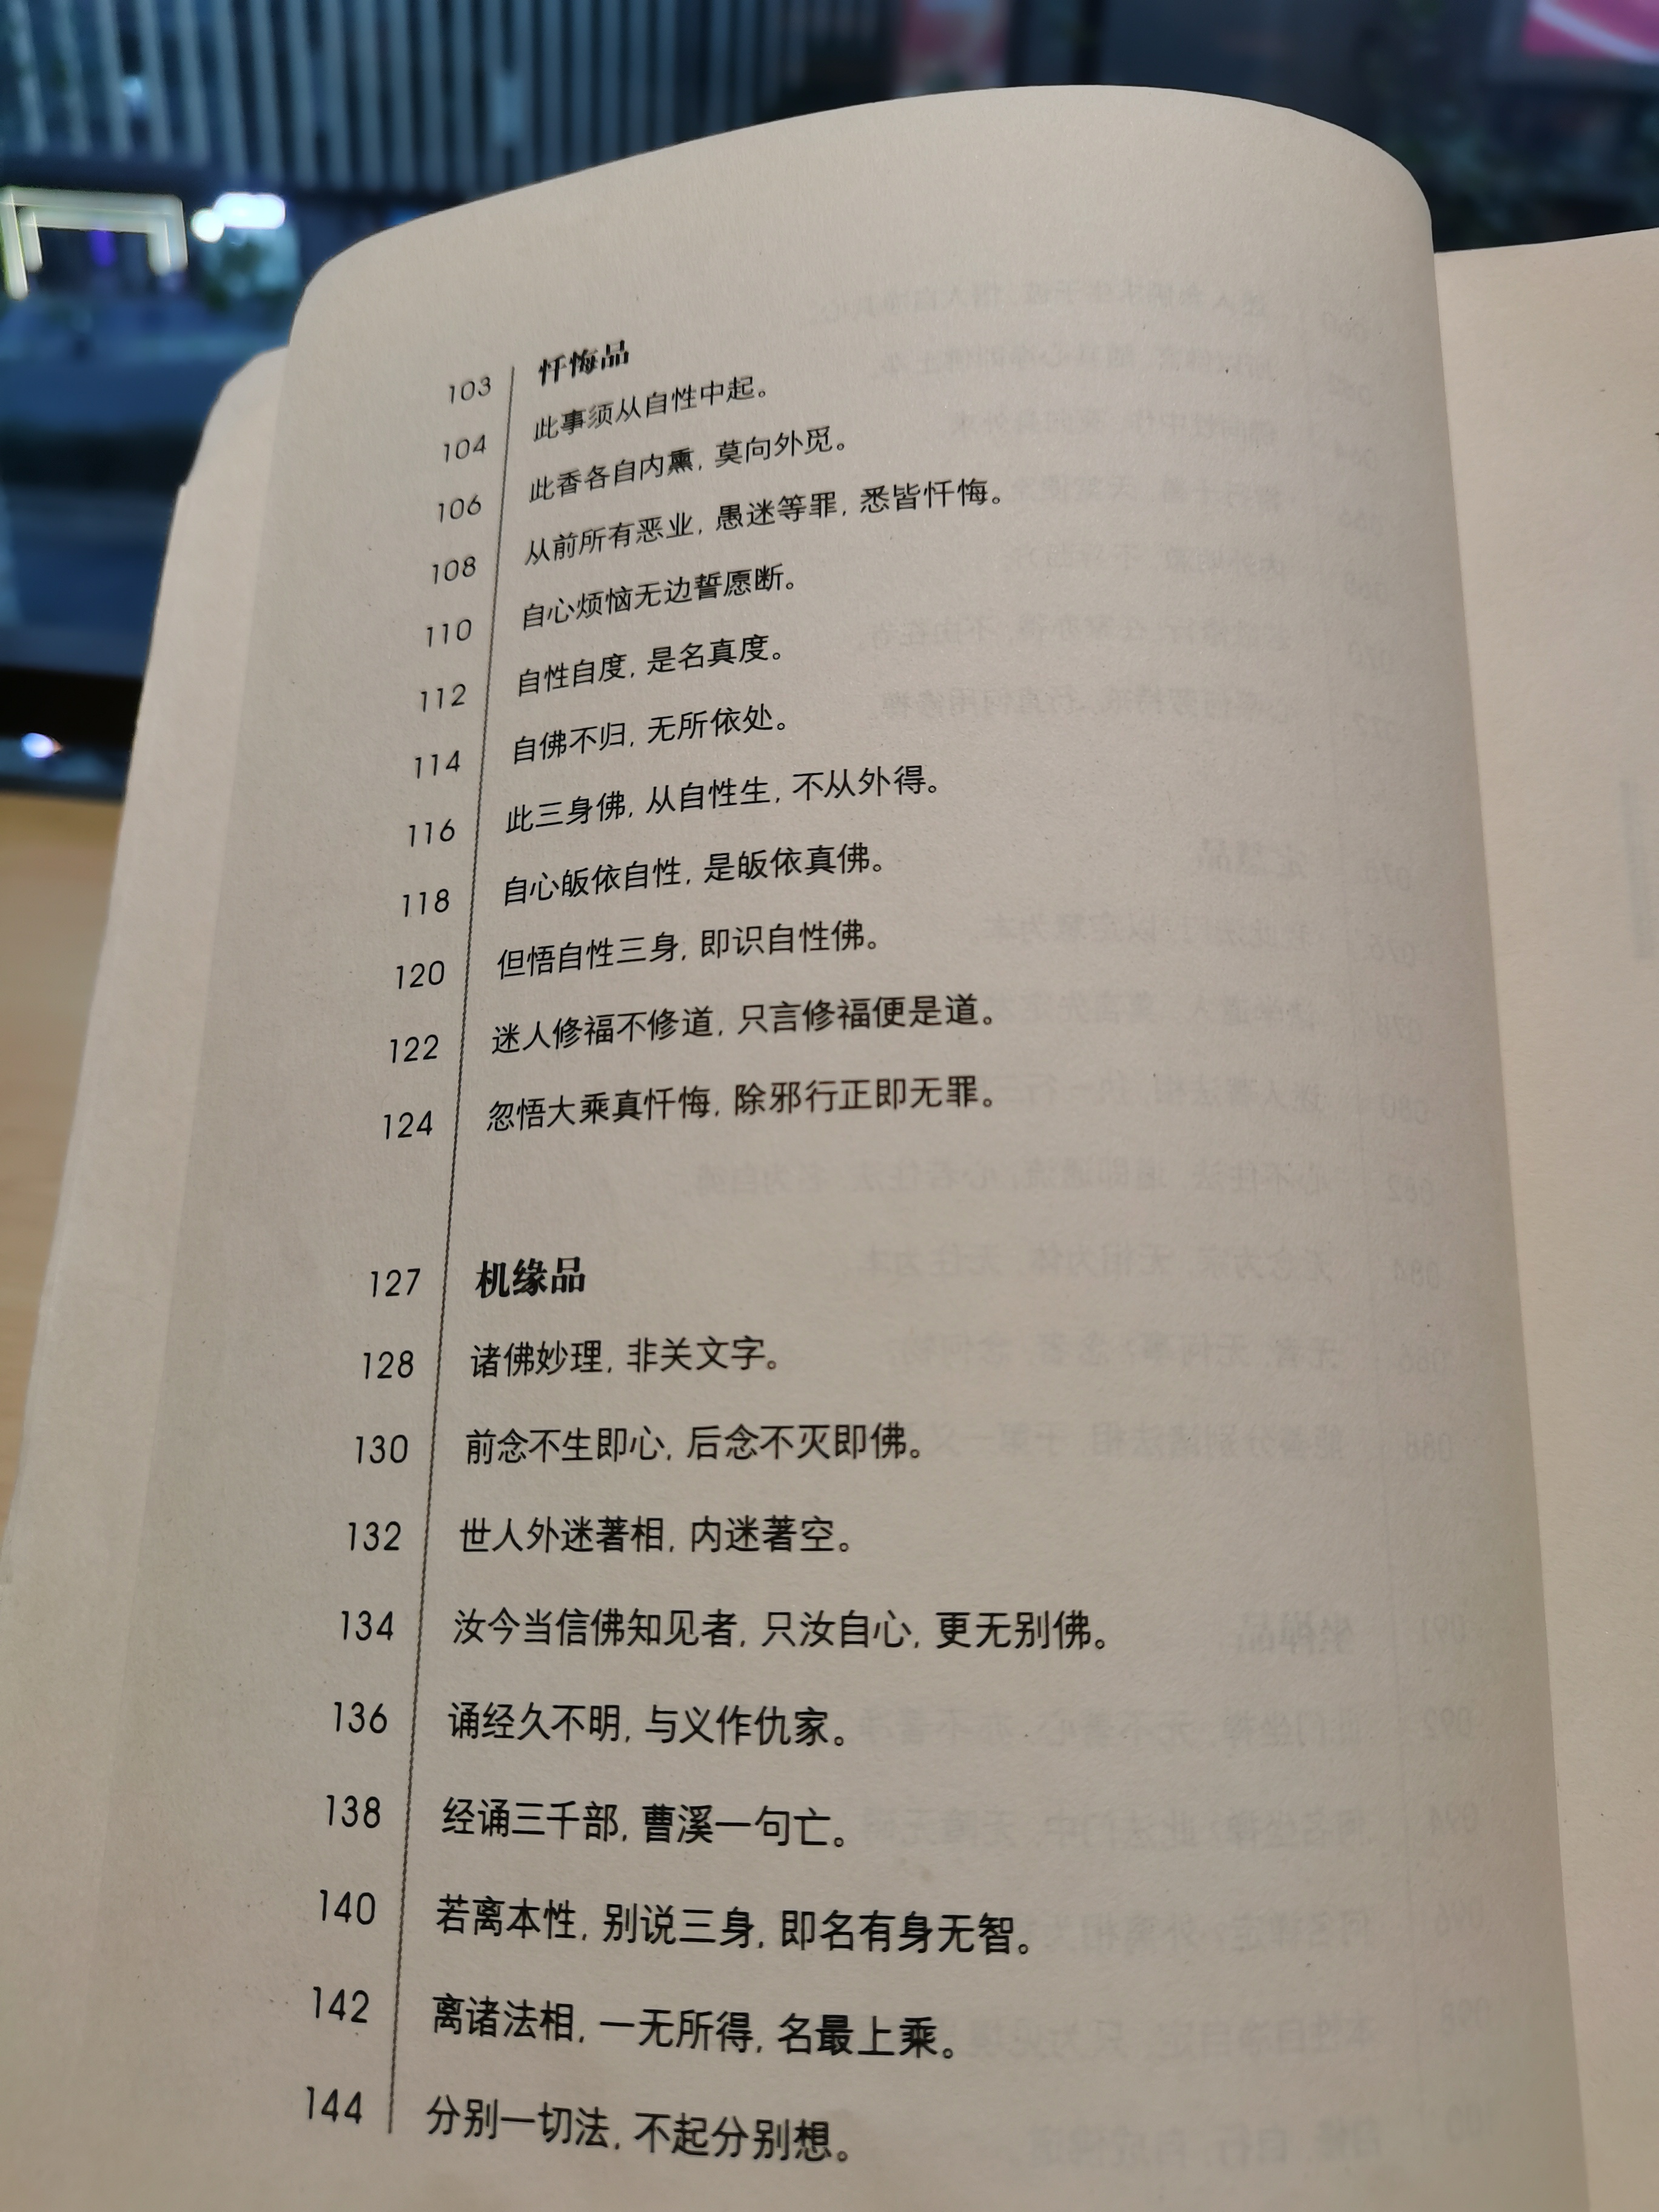 103 忏悔品
104 此事须从自性中起。
106 此香各自内熏，莫向外觅。
108 从前所有恶业，愚迷等罪，悉皆忏悔。
110 自心烦恼无边誓愿断。
112 自性自度，是名真度。
114 自佛不归，无所依处。
116 此三身佛，从自性生，不从外得。
118 自心皈依自性，是皈依真佛。
120 但悟自性三身，即识自性佛。
122 迷人修福不修道，只言修福便是道。
124 忽悟大乘真忏悔，除邪行正即无罪。
127 机缘品
128 诸佛妙理，非关文字。
130 前念不生即心，后念不灭即佛。
132 世人外迷著相，内迷著空。
134 汝今当信佛知见者，只汝自心，更无别佛。
136 诵经久不明，与义作仇家。
138 经诵三千部，曹溪一句亡。
140 若离本性，别说三身，即名有身无智。
142 离诸法相，一无所得，名最上乘。
144 分别一切法，不起分别想。